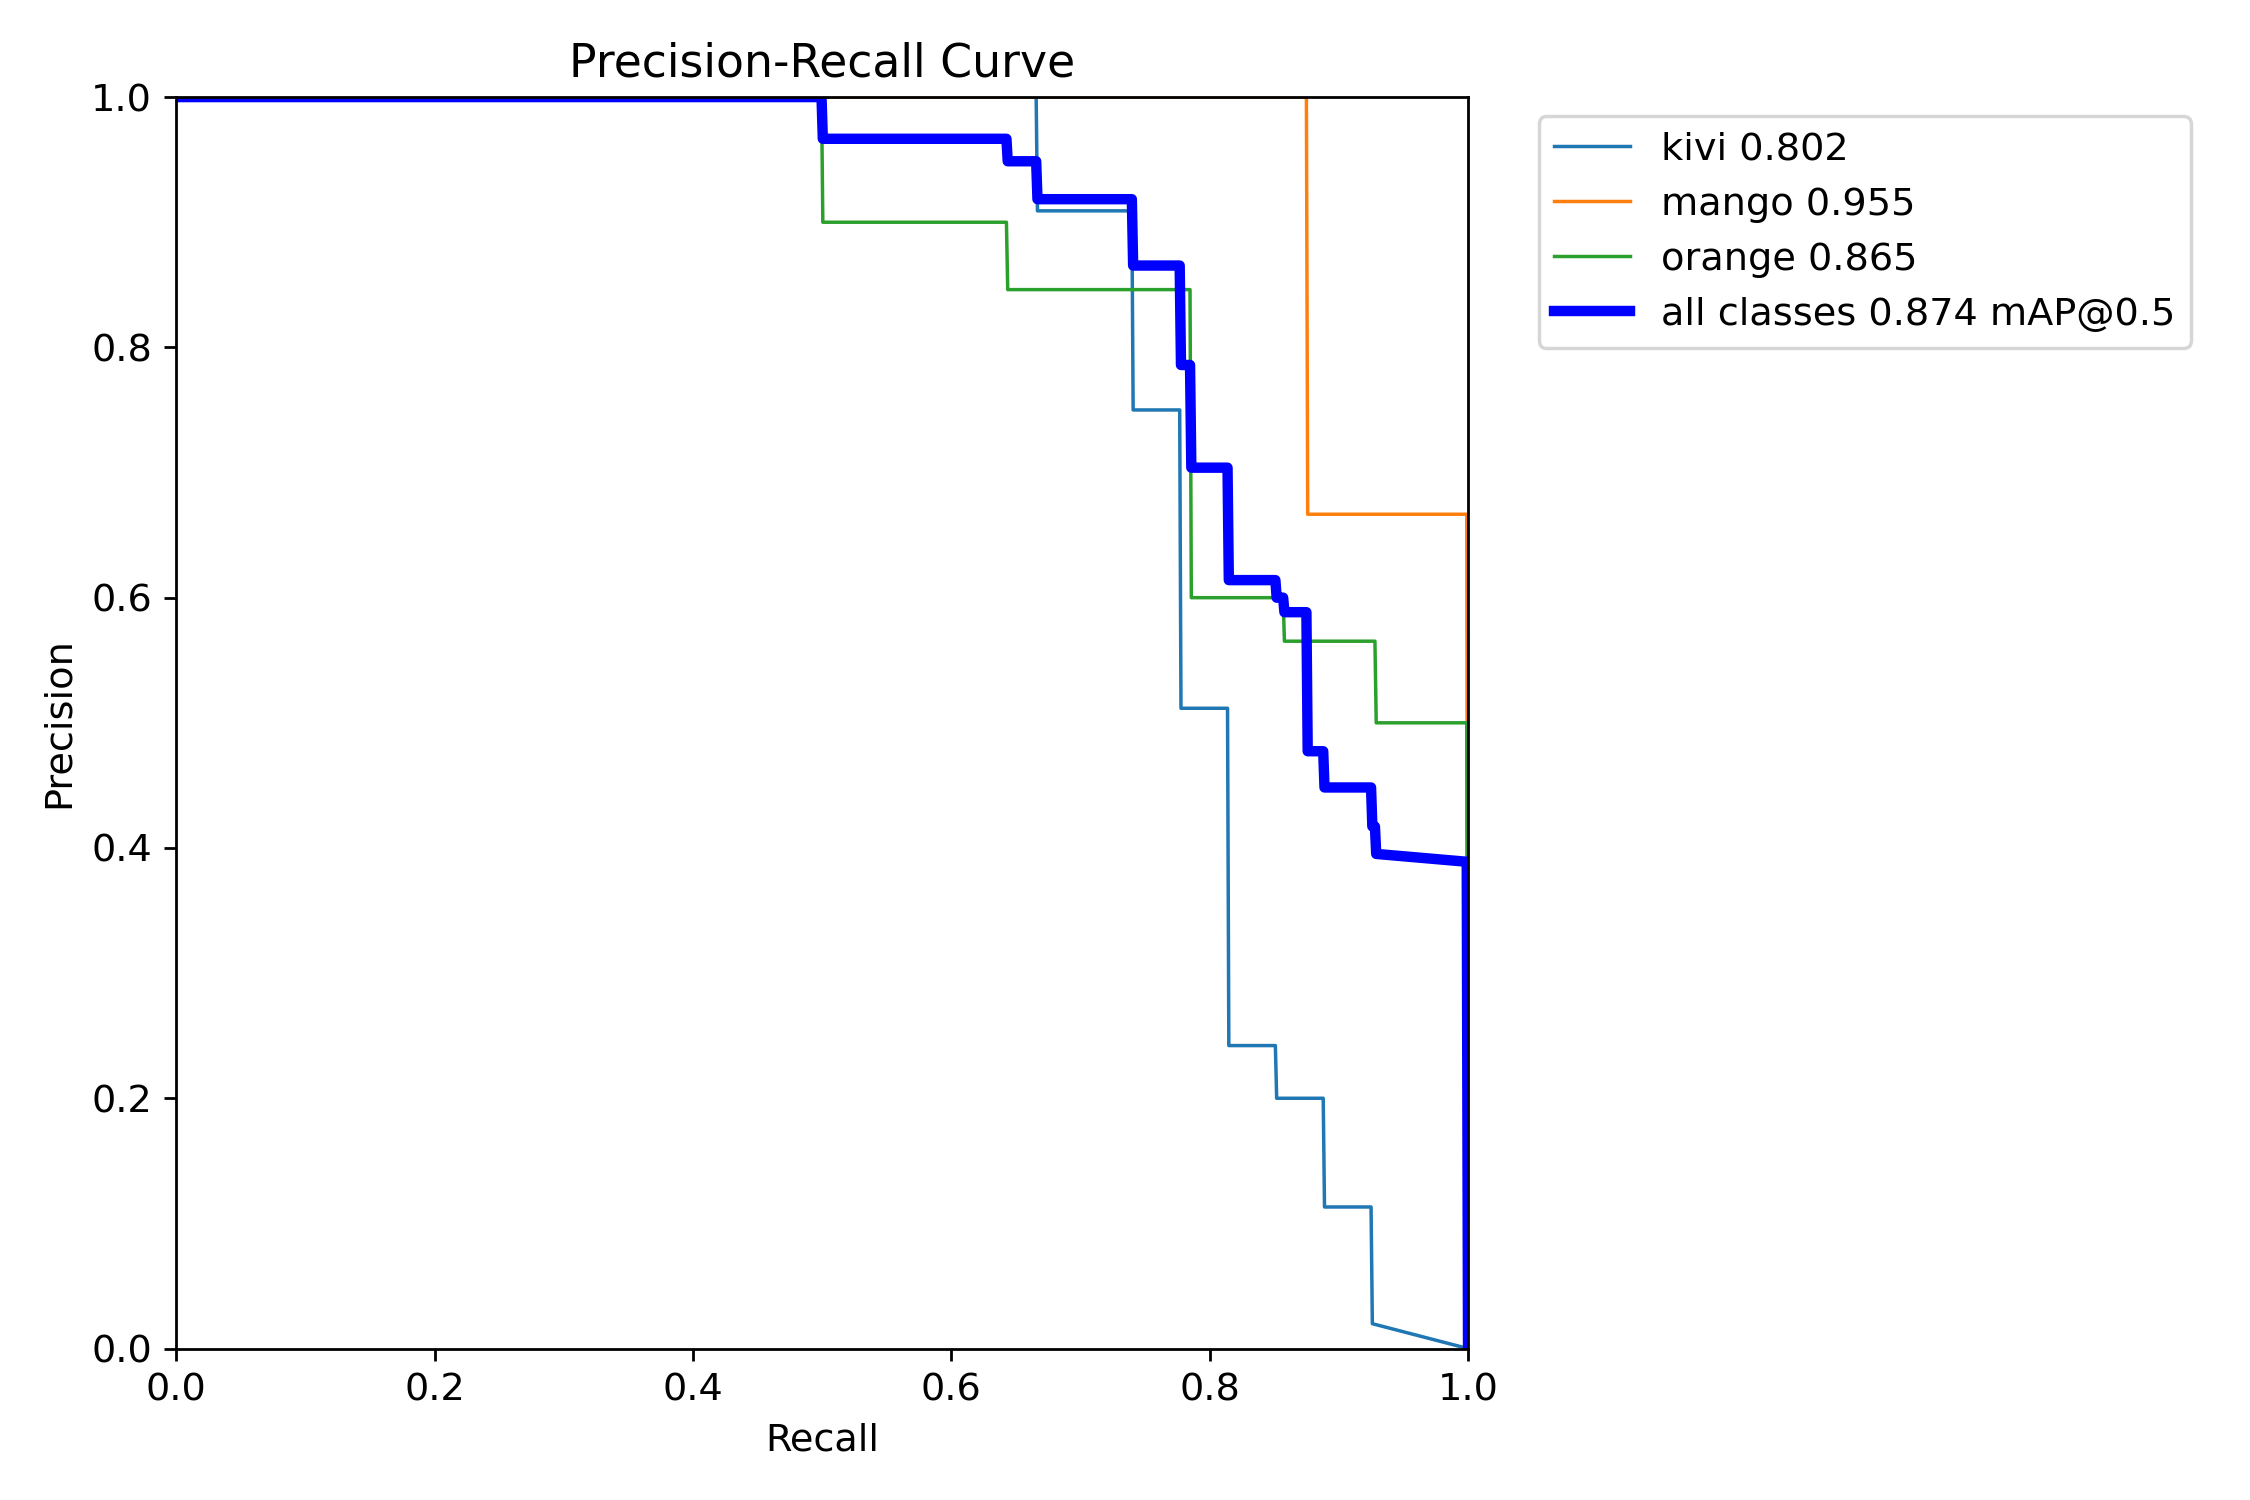 Precision-Recall Curve
1.0
0.8
0.6
0.4
0.2
0.0
Precision
0.0 0.2 0.4 0.6 0.8 1.0
Recall
kivi 0.802
mango 0.955
orange 0.865
all classes 0.874 mAP@0.5